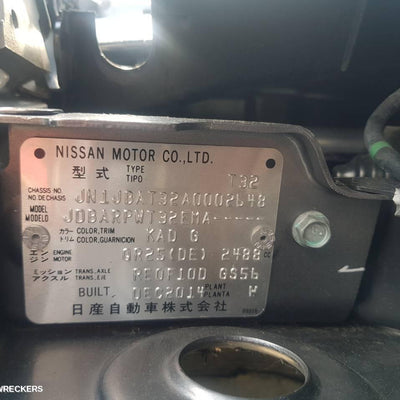 NISSAN MOTOR CO.,LTD.
型式 TYPE TIPO T32
CHASSIS NO. NO.DE CHASIS JN1JBAT32A0002648
MODEL MODELO JDBARPWT32EMA-----
カラー トリム COLOR,TRIM COLOR,GUARNICION KAD G
エンジン ENGINE MOTOR QR25(DE) 2488
ミッション アクスル TRANS.AXLE TRANS.EJE RE0F10D GS56
BUILT DEC2014 PLANT PLANTA H
日産自動車株式会社
WRECKERS